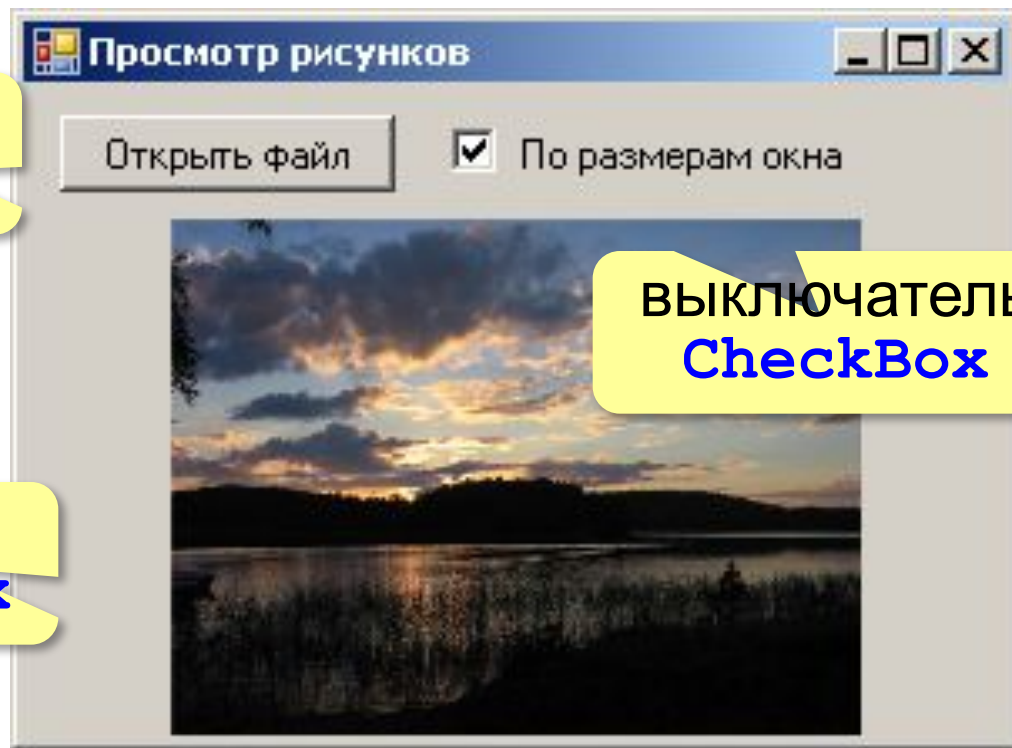 Просмотр рисунков
Открыть файл
По размерам окна
выключатель
CheckBox
x